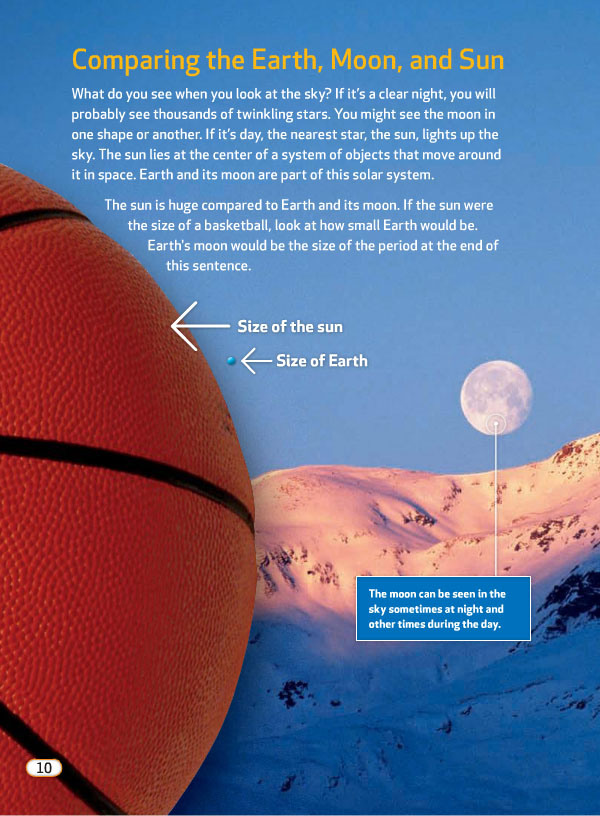 Comparing the Earth, Moon, and Sun
What do you see when you look at the sky? If it's a clear night, you will
probably see thousands of twinkling stars. You might see the moon in
one shape or another. If it's day, the nearest star, the sun, lights up the
sky. The sun lies at the center of a system of objects that move around
it in space. Earth and its moon are part of this solar system.
The sun is huge compared to Earth and its moon. If the sun were
the size of a basketball, look at how small Earth would be.
Earth's moon would be the size of the period at the end of
this sentence.
Size of the sun
Size of Earth
The moon can be seen in the
sky sometimes at night and
other times during the day.
10